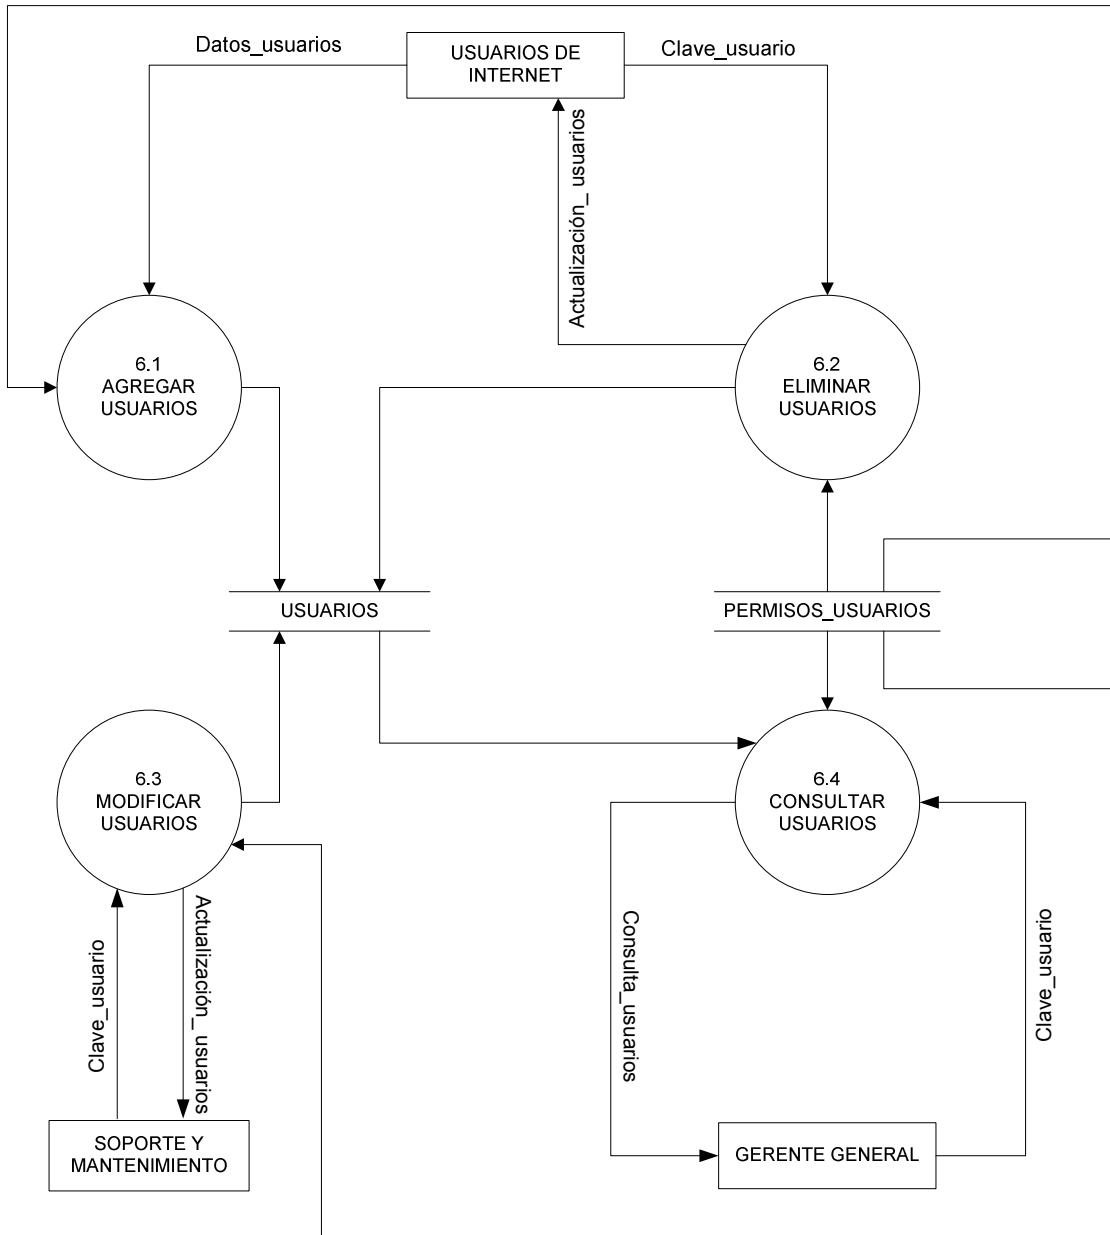 Datos_usuarios
USUARIOS DE
INTERNET
Clave_usuario
Actualización_ usuarios
6.1
AGREGAR
USUARIOS
6.2
ELIMINAR
USUARIOS
USUARIOS
PERMISOS_USUARIOS
6.3
MODIFICAR
USUARIOS
6.4
CONSULTAR
USUARIOS
Clave_usuario
Actualización_ usuarios
Consulta_usuarios
Clave_usuario
SOPORTE Y
MANTENIMIENTO
GERENTE GENERAL